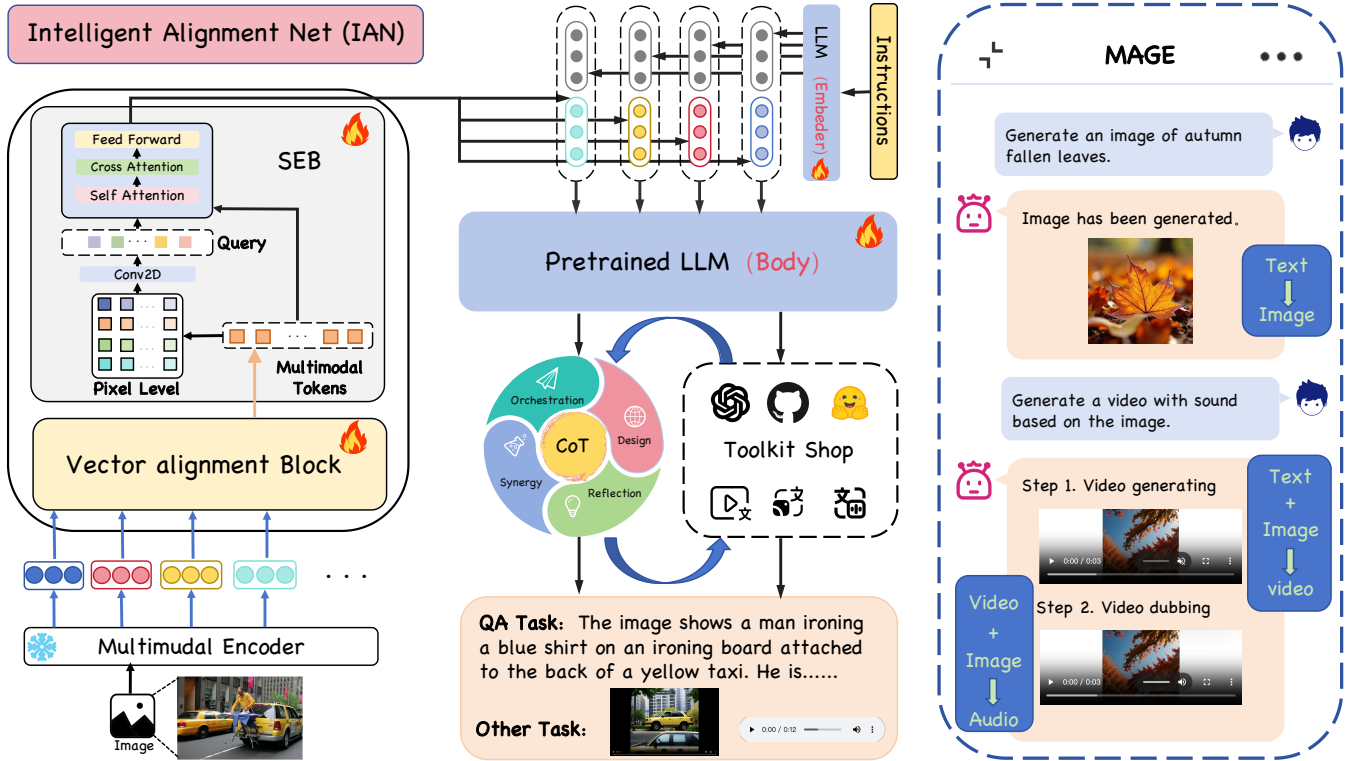 Intelligent Alignment Net (IAN)
Feed Forward
Cross Attention
Self Attention
SEB
Query
Conv2D
Pixel Level
Multimodal
Tokens
Vector alignment Block
Multimudal Encoder
Image
LLM (Embeder)
Instructions
Pretrained LLM (Body)
Orchestration
Design
CoT
Synergy
Reflection
Toolkit Shop
文
文
文
QA Task: The image shows a man ironing
a blue shirt on an ironing board attached
to the back of a yellow taxi. He is......
Other Task:
0:00 / 0:12
MAGE
Generate an image of autumn
fallen leaves.
Image has been generated。
Text
Image
Generate a video with sound
based on the image.
Step 1. Video generating
0:00 / 0:03
Text
+
Image
video
Step 2. Video dubbing
0:00 / 0:03
Video
+
Image
Audio